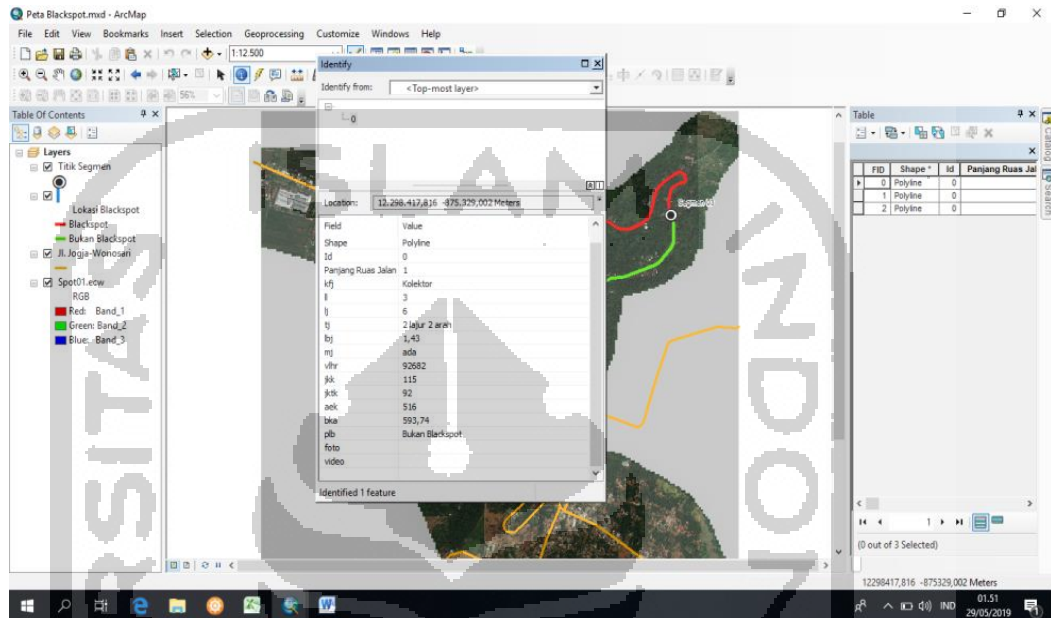 Peta Blackspot.mxd - ArcMap
File Edit View Bookmarks Insert Selection Geoprocessing Customize Windows Help
1:12.500
56%
Table Of Contents
Layers
Titik Segmen
Lokasi Blackspot
Blackspot
Bukan Blackspot
Jl. Jogja-Wonosari
Spot01.ecw
RGB
Red: Band_1
Green: Band_2
Blue: Band_3
Identify
Identify from: <Top-most layer>
0
Location: 12.298.417,816 -875.329,002 Meters
Field Value
Shape Polyline
Id 0
Panjang Ruas Jalan 1
kfj Kolektor
ll 3
lj 6
tj 2 lajur 2 arah
lbj 1,43
mj ada
vlhr 92682
jkk 115
jktk 92
aek 516
bka 593,74
plb Bukan Blackspot
foto
video
Identified 1 feature
Table
FID Shape * Id Panjang Ruas Jal
0 Polyline 0
1 Polyline 0
2 Polyline 0
1
(0 out of 3 Selected)
Catalog
Search
12298417,816 -875329,002 Meters
IND
01.51
29/05/2019
ISLAM